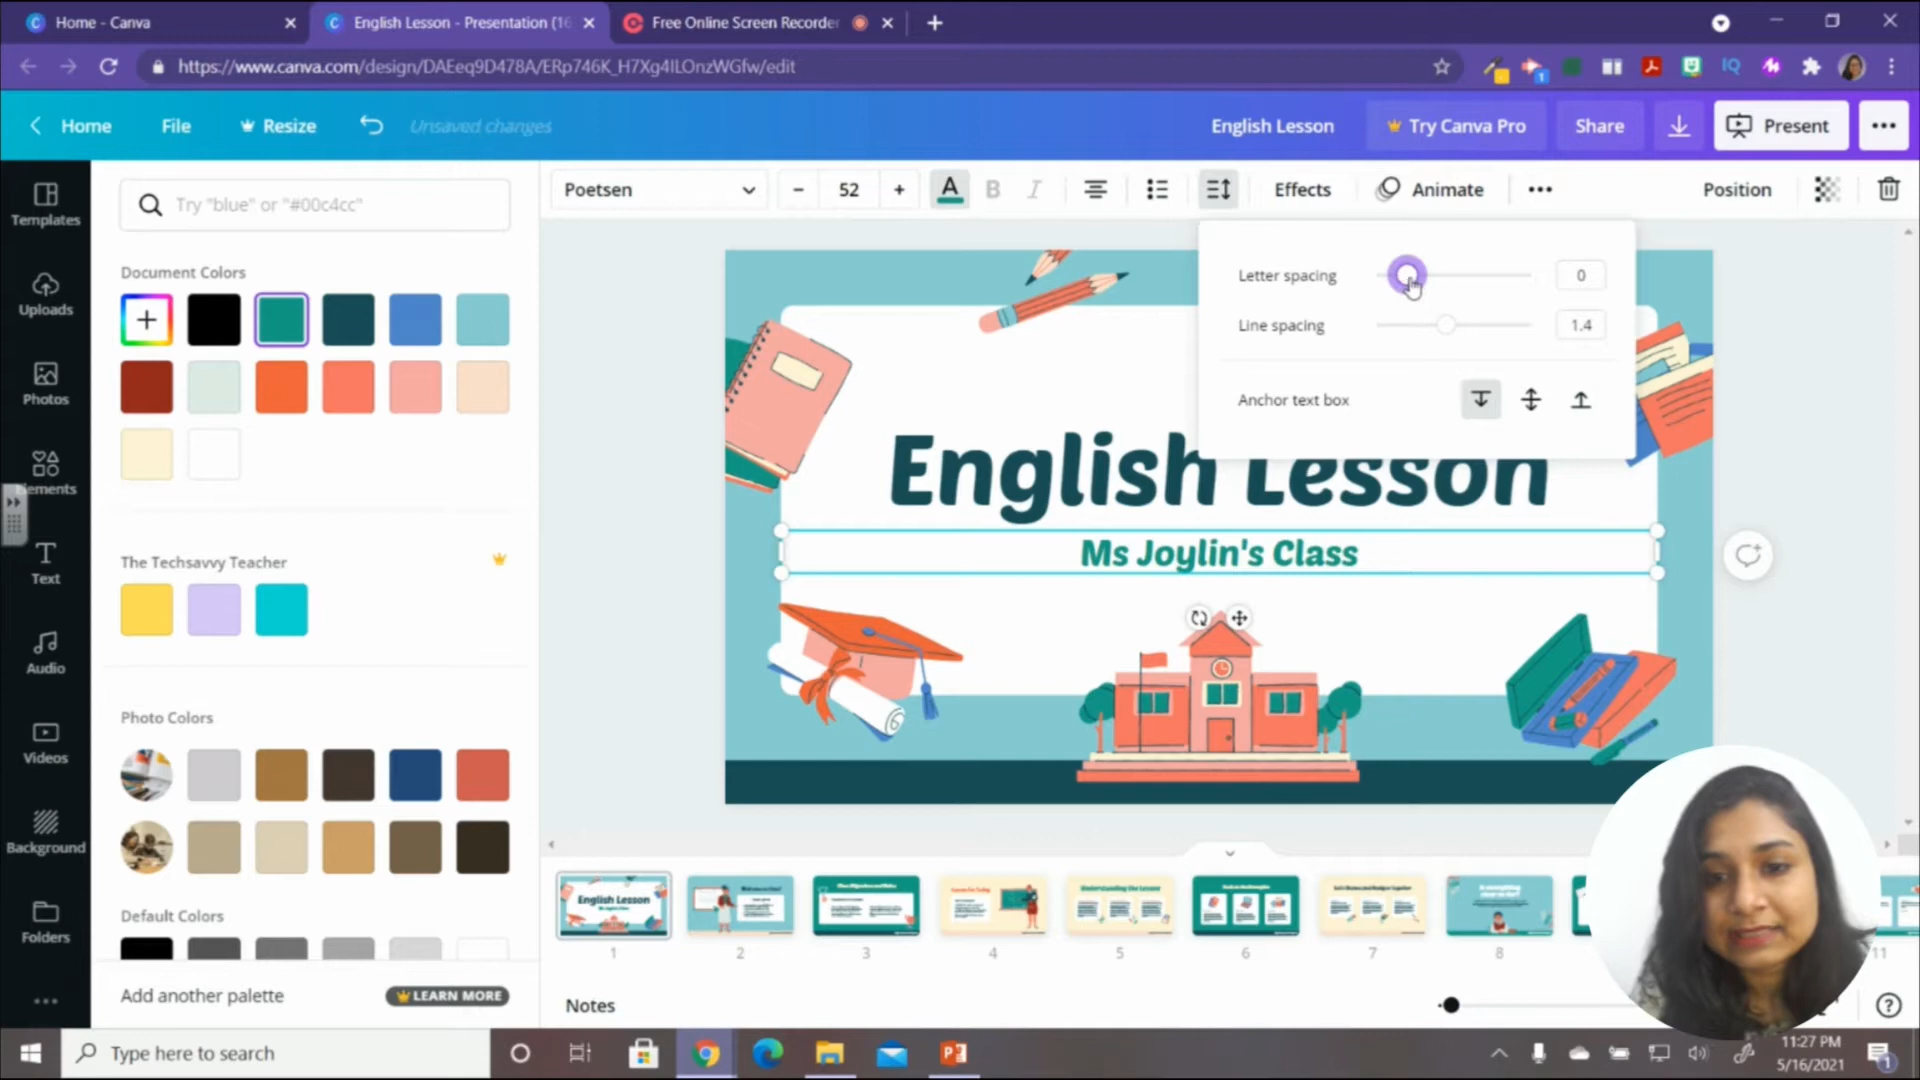 Home - Canva
English Lesson - Presentation (16
Free Online Screen Recorder
https://www.canva.com/design/DAEeq9D478A/ERp746K_H7Xg4ILOnzWGfw/edit
Home
File
Resize
Unsaved changes
English Lesson
Try Canva Pro
Share
Present
Templates
Uploads
Photos
Elements
Text
Audio
Videos
Background
Folders
Try "blue" or "#00c4cc"
Document Colors
The Techsavvy Teacher
Photo Colors
Default Colors
Add another palette
LEARN MORE
Poetsen
52
A
B
I
Effects
Animate
Position
Letter spacing
0
Line spacing
1.4
Anchor text box
English Lesson
Ms Joylin's Class
English Lesson
1
2
3
4
5
6
7
8
11
Notes
Type here to search
11:27 PM
5/16/2021
1